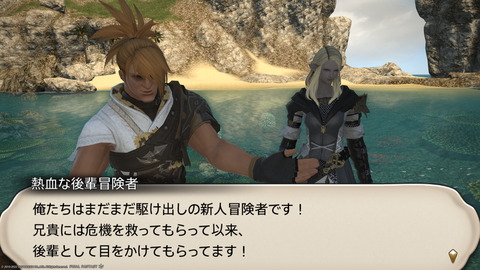 熱血な後輩冒険者
俺たちはまだまだ駆け出しの新人冒険者です！
兄貴には危機を救ってもらって以来、
後輩として目をかけてもらってます！
FINAL FANTASY XIV